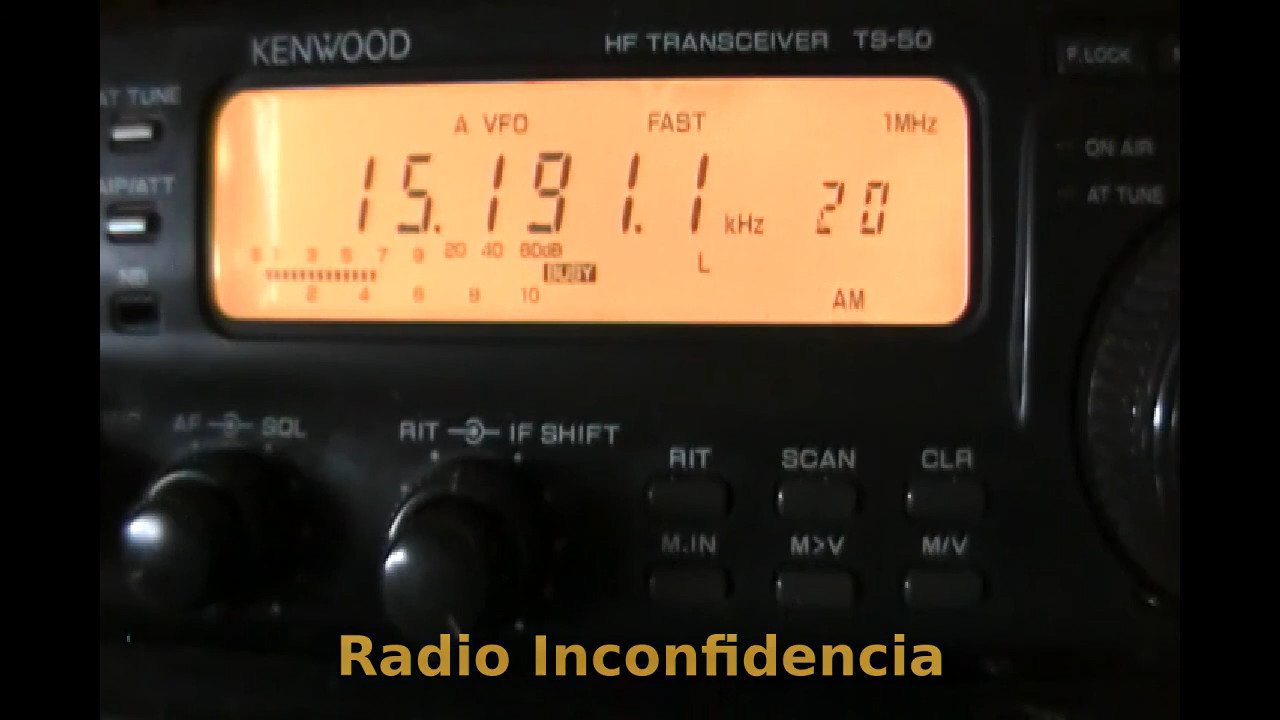 KENWOOD
HF TRANSCEIVER TS-50
F.LOCK
AT TUNE
A VFO FAST 1MHz
ON AIR
AIP/ATT
15.191.1 kHz 20
AT TUNE
S 1 3 5 7 9 20 40 60dB
BUSY L
NB
2 4 6 8 10
AM
AF SQL
RIT IF SHIFT
RIT SCAN CLR
M.IN M>V M/V
Radio Inconfidencia